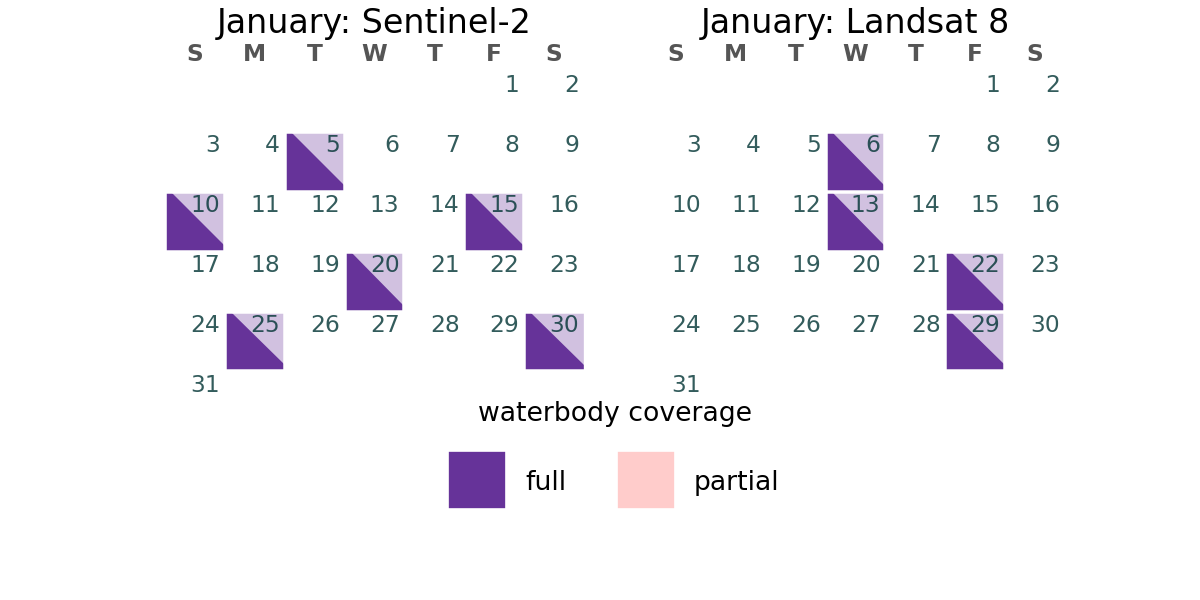 January: Sentinel-2
S M T W T F S
1 2
3 4 5 6 7 8 9
10 11 12 13 14 15 16
17 18 19 20 21 22 23
24 25 26 27 28 29 30
31
January: Landsat 8
S M T W T F S
1 2
3 4 5 6 7 8 9
10 11 12 13 14 15 16
17 18 19 20 21 22 23
24 25 26 27 28 29 30
31
waterbody coverage
full
partial